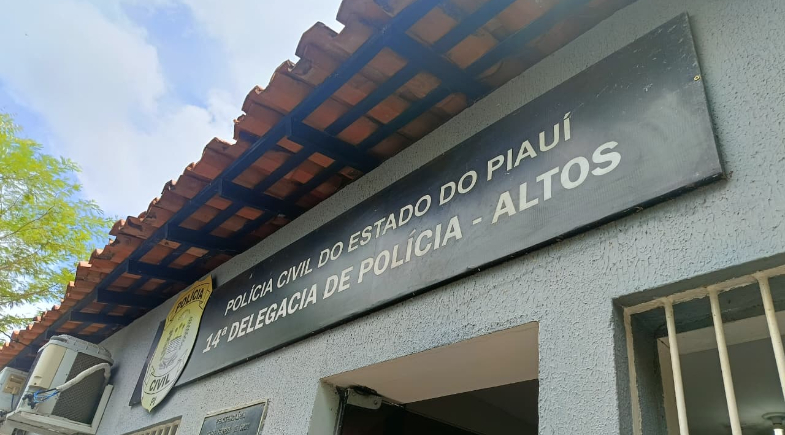 POLÍCIA CIVIL DO ESTADO DO PIAUÍ
14ª DELEGACIA DE POLÍCIA - ALTOS
POLÍCIA
CIVIL